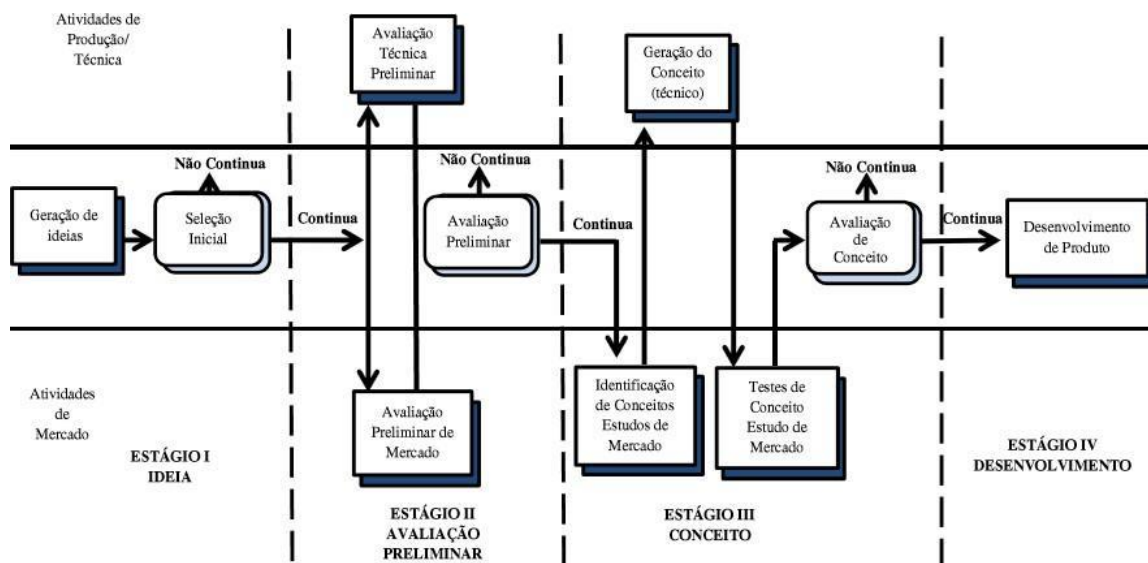 Atividades de
Produção/
Técnica
Avaliação
Técnica
Preliminar
Geração do
Conceito
(técnico)
Não Continua
Não Continua
Não Continua
Geração de
ideias
Seleção
Inicial
Continua
Avaliação
Preliminar
Continua
Avaliação
de
Conceito
Continua
Desenvolvimento
de Produto
Atividades
de
Mercado
Avaliação
Preliminar de
Mercado
Identificação
de Conceitos
Estudos de
Mercado
Testes de
Conceito
Estudo de
Mercado
ESTÁGIO I
IDEIA
ESTÁGIO II
AVALIAÇÃO
PRELIMINAR
ESTÁGIO III
CONCEITO
ESTÁGIO IV
DESENVOLVIMENTO